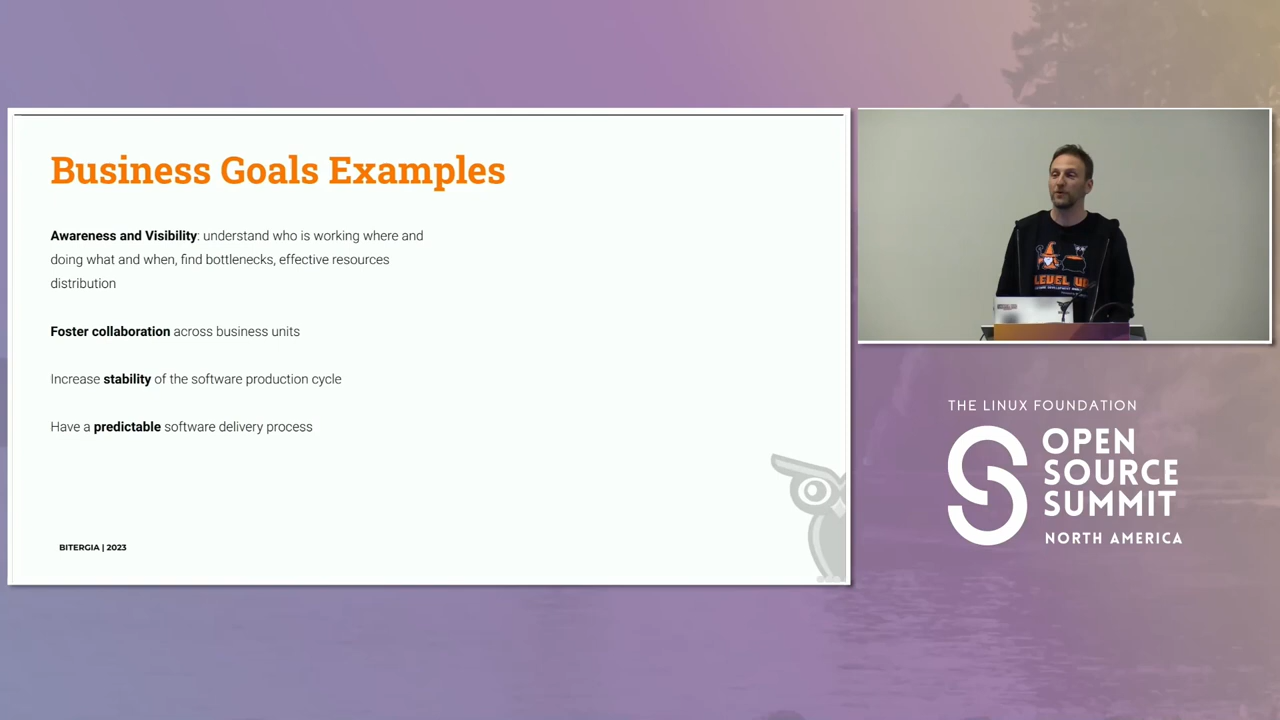 Business Goals Examples
Awareness and Visibility: understand who is working where and
doing what and when, find bottlenecks, effective resources
distribution
Foster collaboration across business units
Increase stability of the software production cycle
Have a predictable software delivery process
BITERGIA | 2023
LEVEL UP
THE LINUX FOUNDATION
OPEN
SOURCE
SUMMIT
NORTH AMERICA